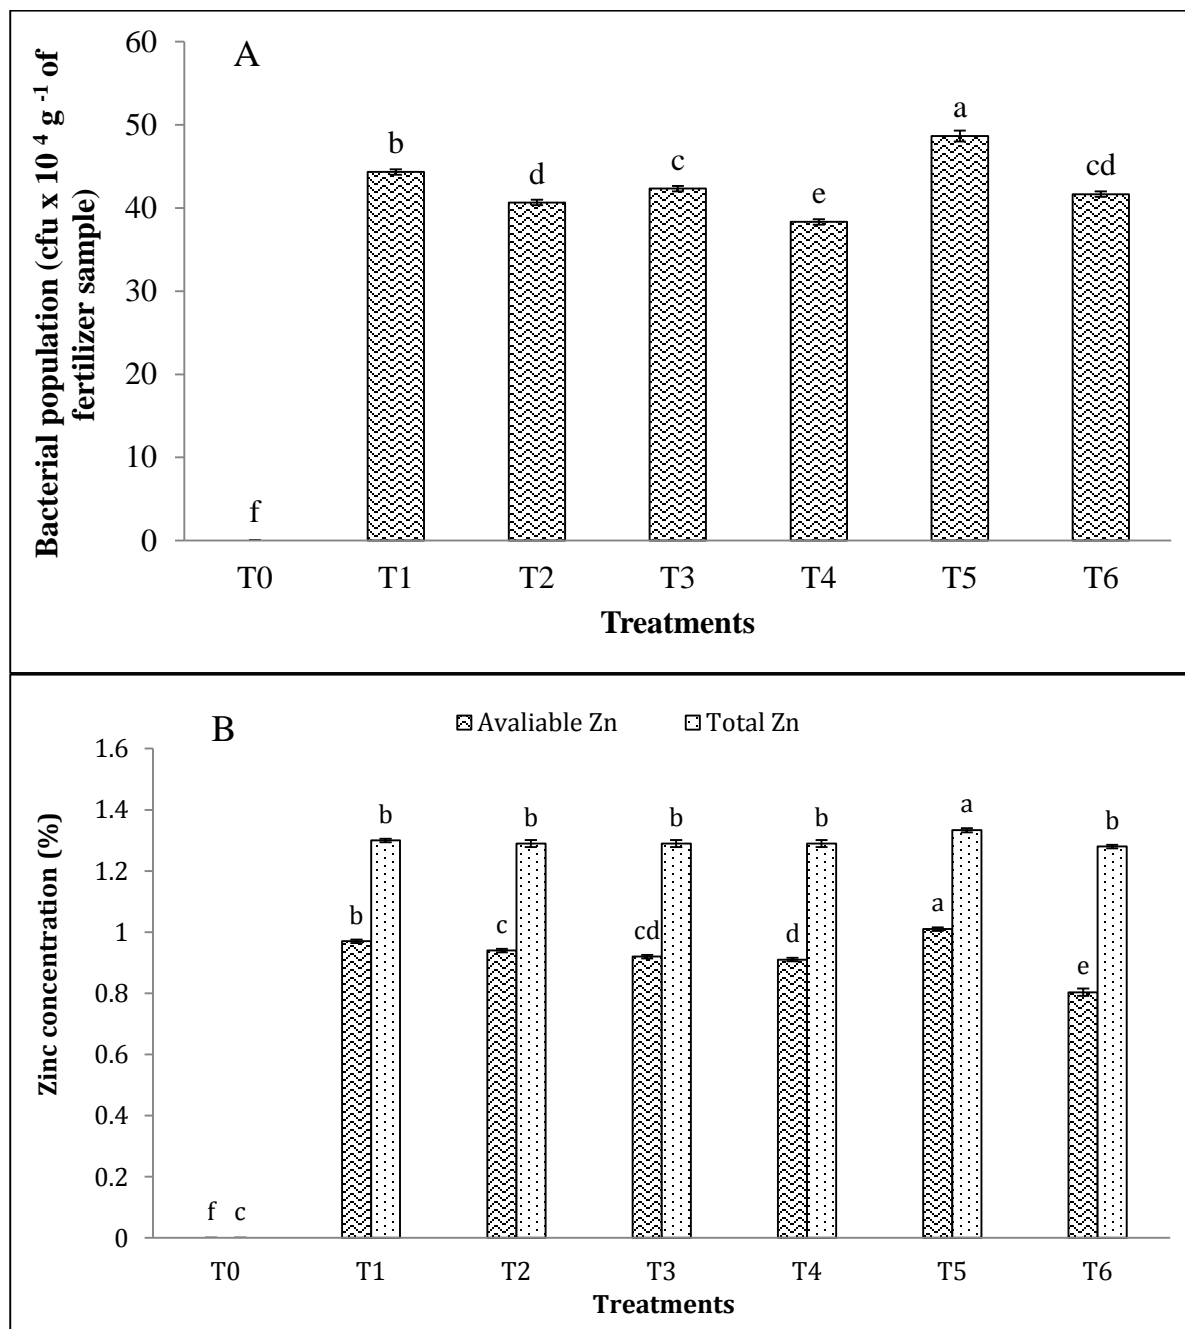 A
Bacterial population (cfu x 10 4 g -1 of
fertilizer sample)
60
50
40
30
20
10
0
f
b
d
c
e
a
cd
T0 T1 T2 T3 T4 T5 T6
Treatments
B
Avaliable Zn Total Zn
Zinc concentration (%)
1.6
1.4
1.2
1
0.8
0.6
0.4
0.2
0
f c
b b
c b
cd b
d b
a a
e b
T0 T1 T2 T3 T4 T5 T6
Treatments